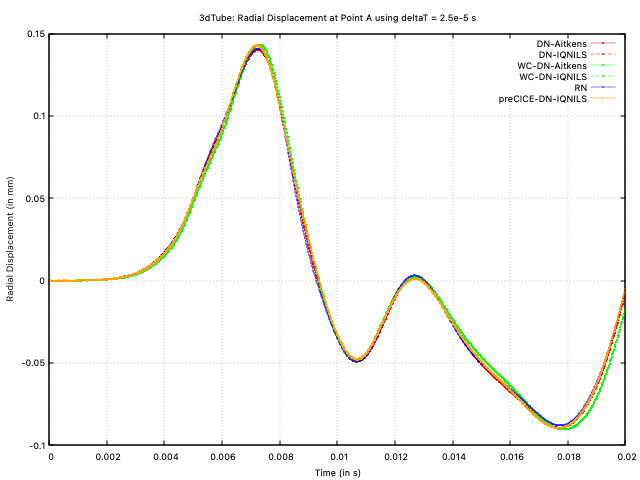 3dTube: Radial Displacement at Point A using deltaT = 2.5e-5 s
DN-Aitkens
DN-IQNILS
WC-DN-Aitkens
WC-DN-IQNILS
RN
preCICE-DN-IQNILS
Radial Displacement (in mm)
0.15
0.1
0.05
0
-0.05
-0.1
0 0.002 0.004 0.006 0.008 0.01 0.012 0.014 0.016 0.018 0.02
Time (in s)